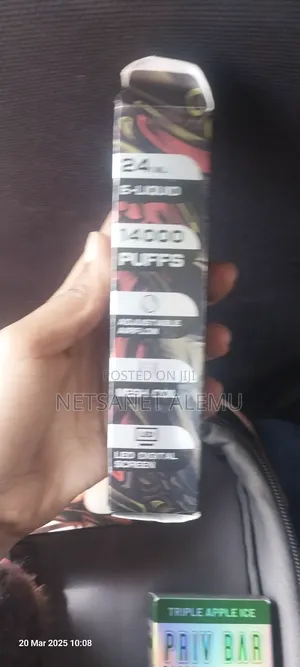 24ML
E-LIQUID
14000
PUFFS
ADJUSTABLE
AIRFLOW
POSTED ON JIJI
NETSANET ALEMU
MESH COIL
LED DIGITAL
SCREEN
TRIPLE APPLE ICE
PRIV BAR
20 Mar 2025 10:08